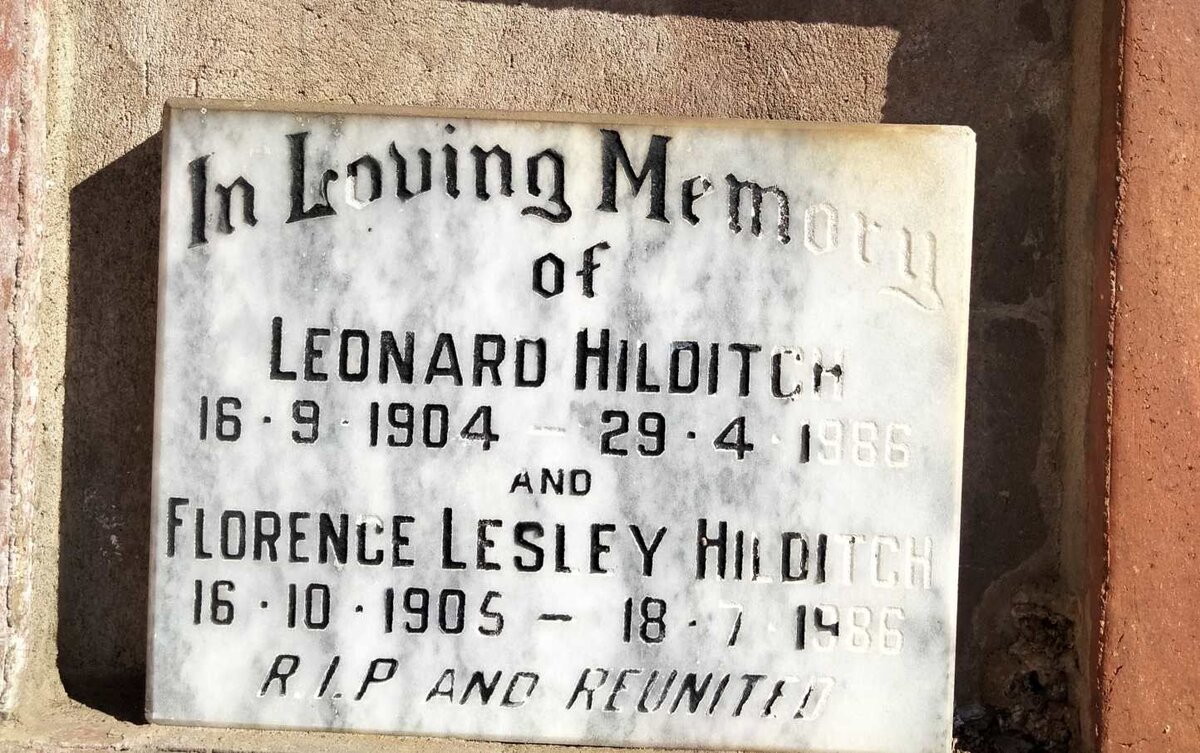 In Loving Memory
of
LEONARD HILDITCH
16·9·1904 – 29·4·1986
AND
FLORENCE LESLEY HILDITCH
16·10·1905 – 18·7·1986
R.I.P AND REUNITED